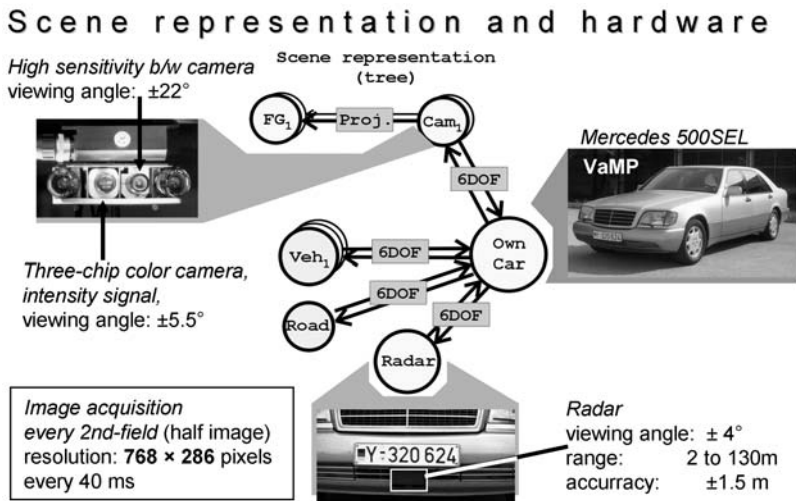 Scene representation and hardware
High sensitivity b/w camera
viewing angle: ±22°
Scene representation
(tree)
FG1
Proj.
Cam1
6DOF
Mercedes 500SEL
VaMP
Veh1
6DOF
Own
Car
6DOF
Road
6DOF
Radar
Three-chip color camera,
intensity signal,
viewing angle: ±5.5°
Image acquisition
every 2nd-field (half image)
resolution: 768 × 286 pixels
every 40 ms
Y-320 624
Radar
viewing angle: ± 4°
range: 2 to 130m
accurracy: ±1.5 m